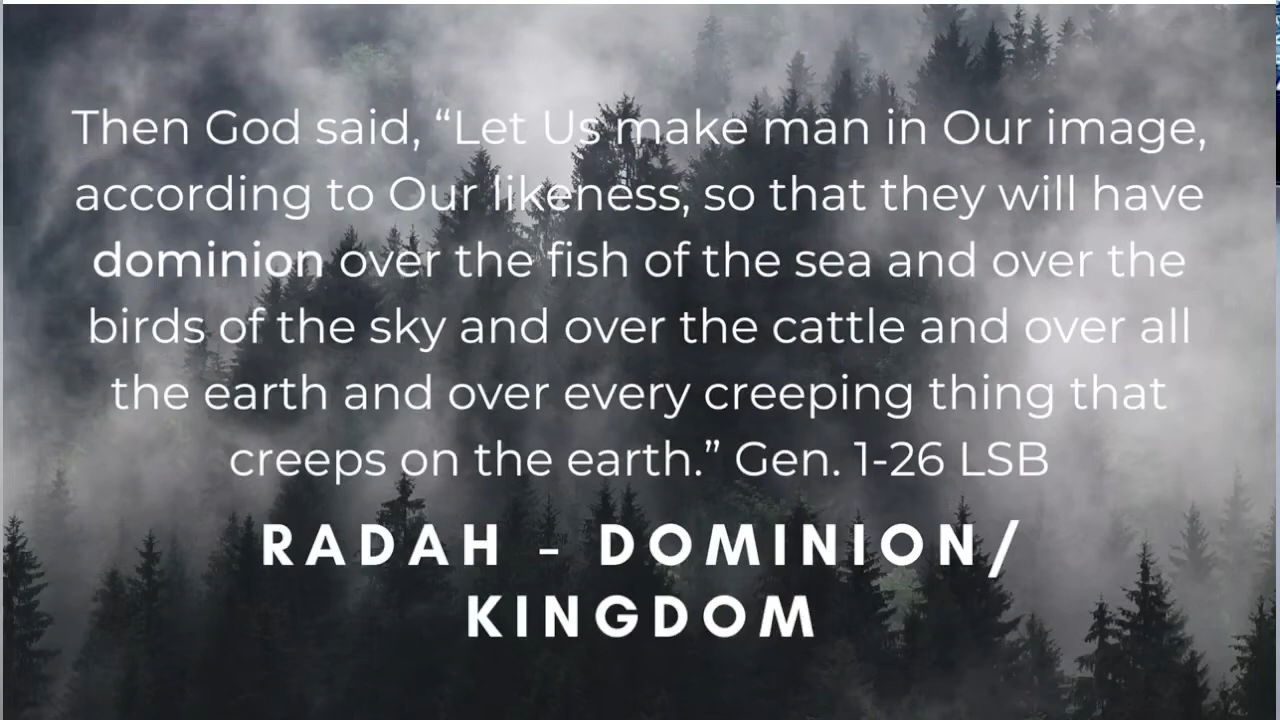 Then God said, “Let Us make man in Our image,
according to Our likeness, so that they will have
dominion over the fish of the sea and over the
birds of the sky and over the cattle and over all
the earth and over every creeping thing that
creeps on the earth.” Gen. 1-26 LSB
RADAH - DOMINION/
KINGDOM